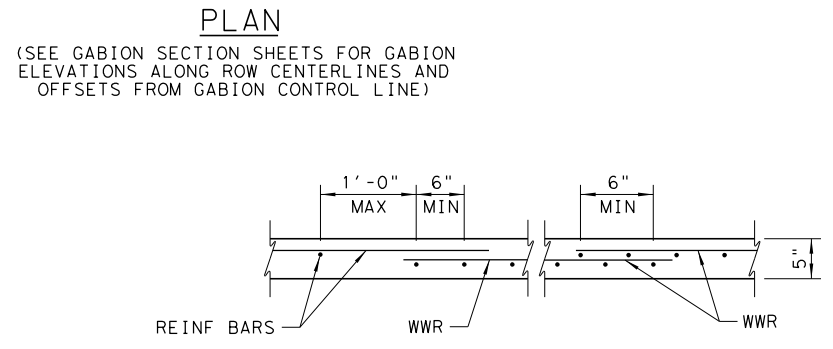 PLAN
(SEE GABION SECTION SHEETS FOR GABION
ELEVATIONS ALONG ROW CENTERLINES AND
OFFSETS FROM GABION CONTROL LINE)
1'-0" 6" 6"
MAX MIN MIN
5"
REINF BARS WWR WWR